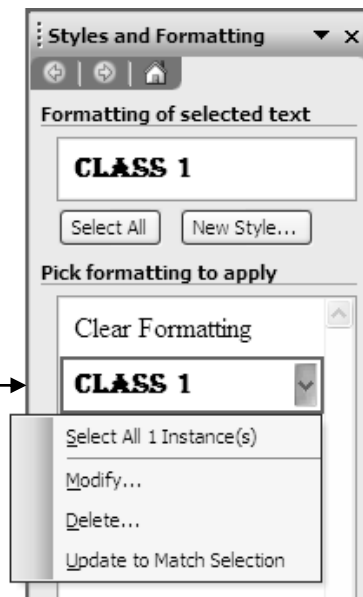 Styles and Formatting
Formatting of selected text
CLASS 1
Select All New Style...
Pick formatting to apply
Clear Formatting
CLASS 1
Select All 1 Instance(s)
Modify...
Delete...
Update to Match Selection